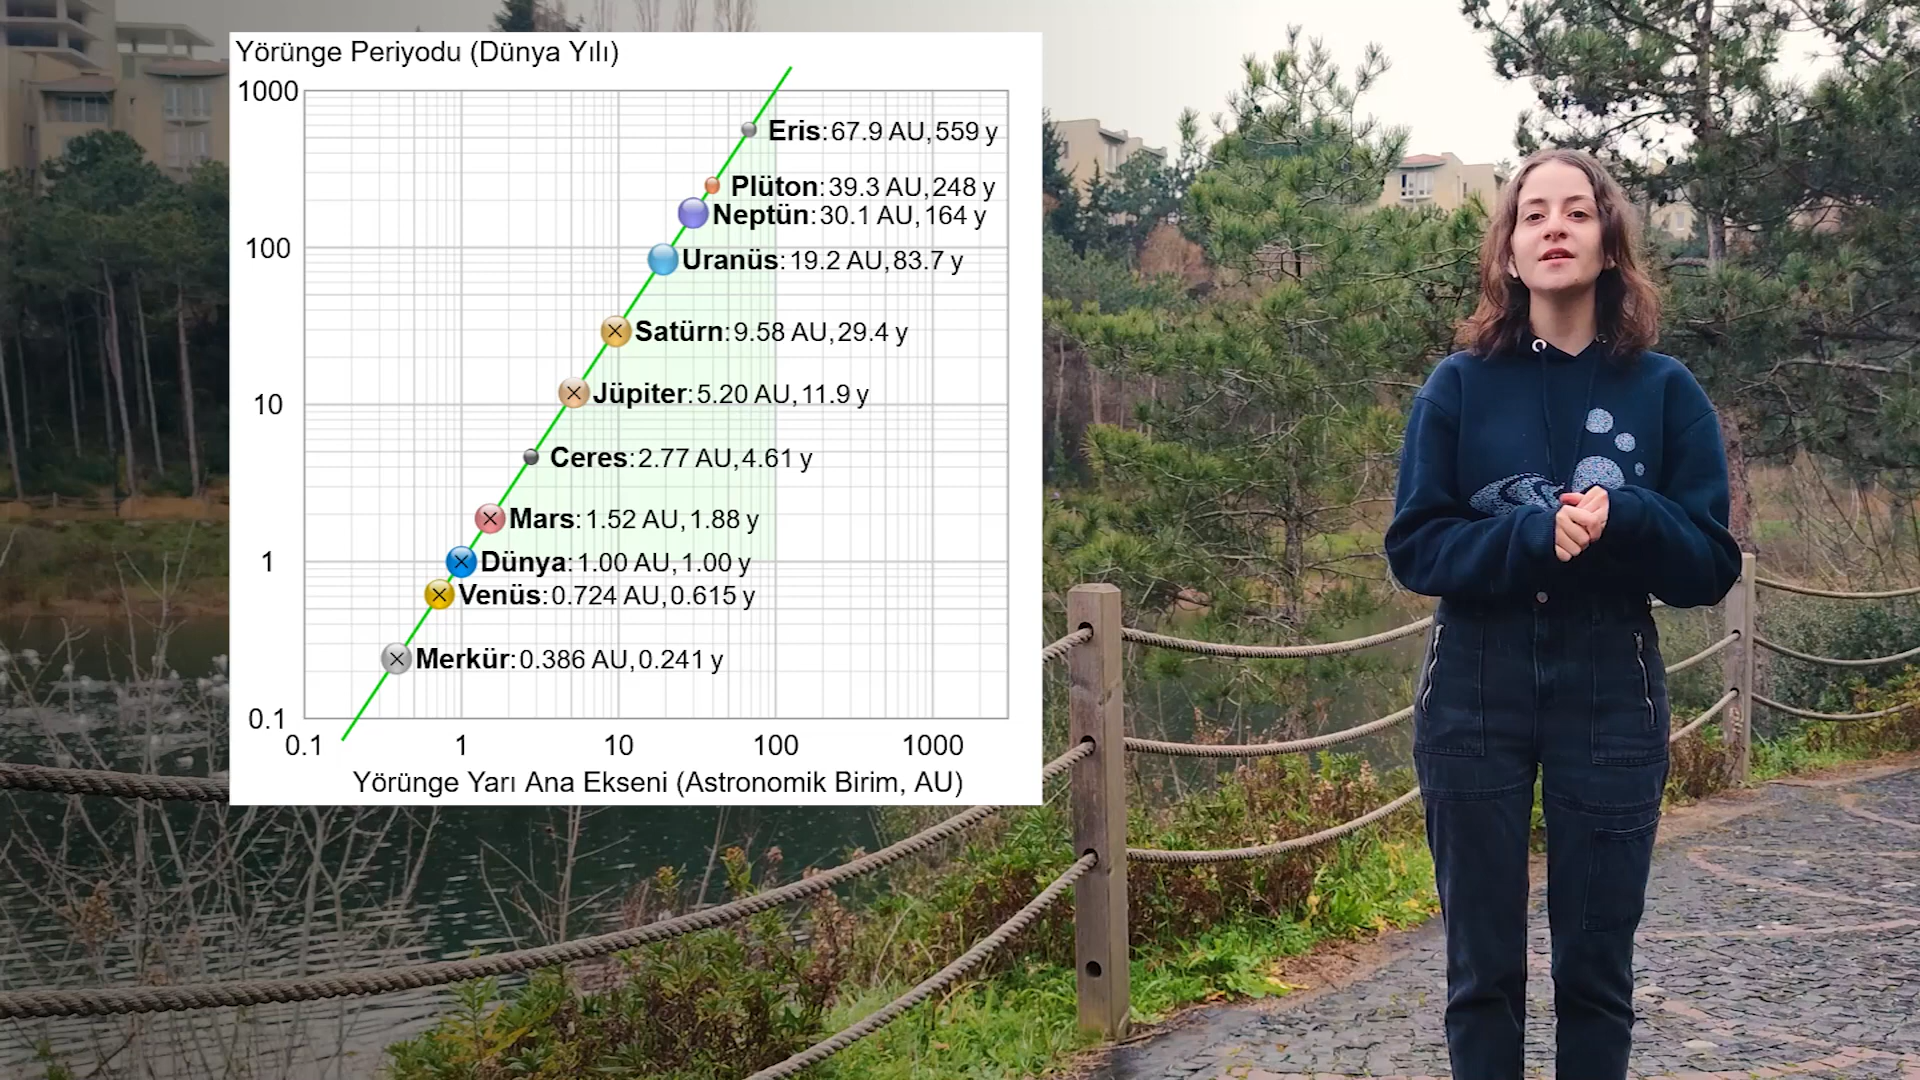 Yörünge Periyodu (Dünya Yılı)
1000
Eris: 67.9 AU, 559 y
Plüton: 39.3 AU, 248 y
Neptün: 30.1 AU, 164 y
100
Uranüs: 19.2 AU, 83.7 y
Satürn: 9.58 AU, 29.4 y
Jüpiter: 5.20 AU, 11.9 y
10
Ceres: 2.77 AU, 4.61 y
Mars: 1.52 AU, 1.88 y
1
Dünya: 1.00 AU, 1.00 y
Venüs: 0.724 AU, 0.615 y
Merkür: 0.386 AU, 0.241 y
0.1
0.1 1 10 100 1000
Yörünge Yarı Ana Ekseni (Astronomik Birim, AU)